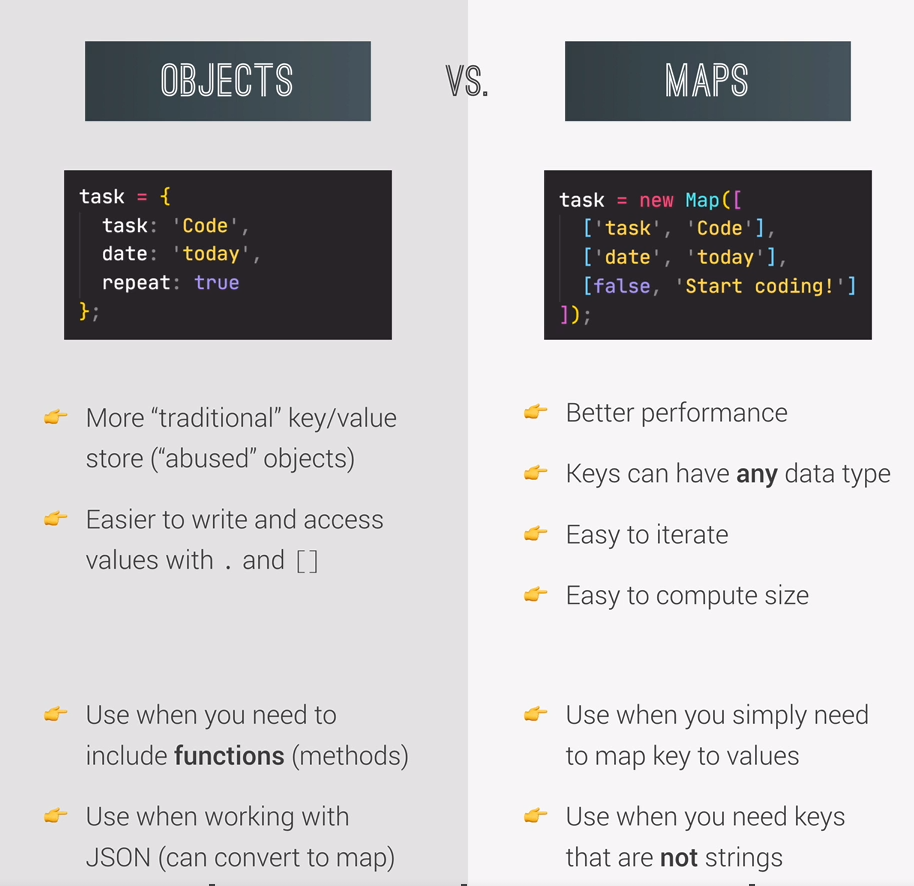 OBJECTS
VS.
MAPS
task = {
task: 'Code',
date: 'today',
repeat: true
};
More “traditional” key/value
store (“abused” objects)
Easier to write and access
values with . and []
Use when you need to
include functions (methods)
Use when working with
JSON (can convert to map)
task = new Map([
['task', 'Code'],
['date', 'today'],
[false, 'Start coding!']
]);
Better performance
Keys can have any data type
Easy to iterate
Easy to compute size
Use when you simply need
to map key to values
Use when you need keys
that are not strings